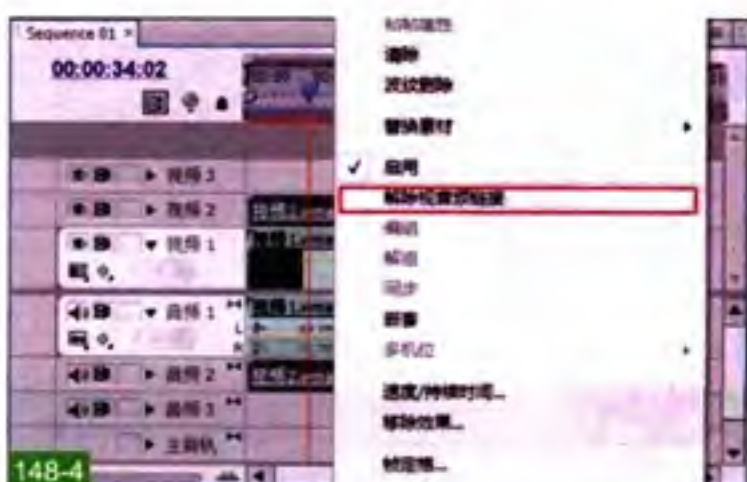 Sequence 01 ×
00:00:34:02
清除
波纹删除
替换素材
启用
解除视音频链接
编组
解组
同步
嵌套
多机位
速度/持续时间...
移除效果...
帧定格...
视频 3
视频 2
视频 1
音频 1
L
R
音频 2
音频 3
主音轨
148-4